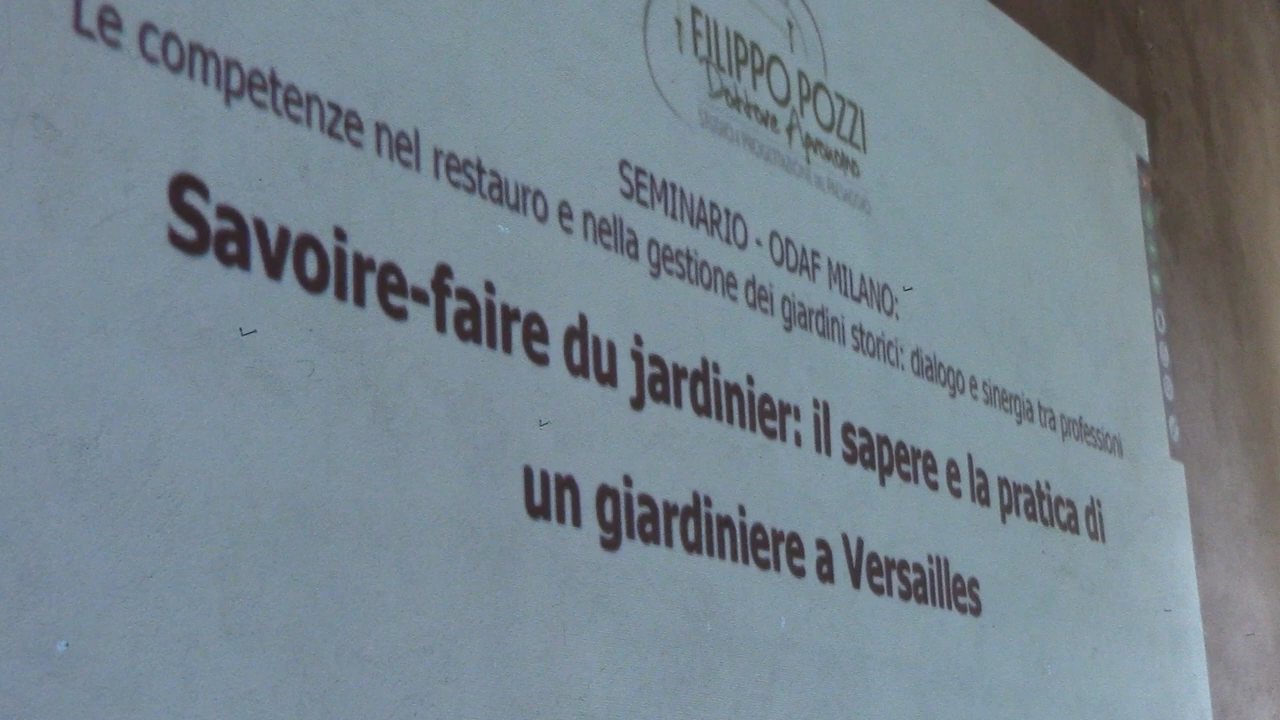 FILIPPO POZZI
Dottore Agronomo
SEMINARIO - ODAF MILANO:
Le competenze nel restauro e nella gestione dei giardini storici: dialogo e sinergia tra professioni
Savoire-faire du jardinier: il sapere e la pratica di
un giardiniere a Versailles